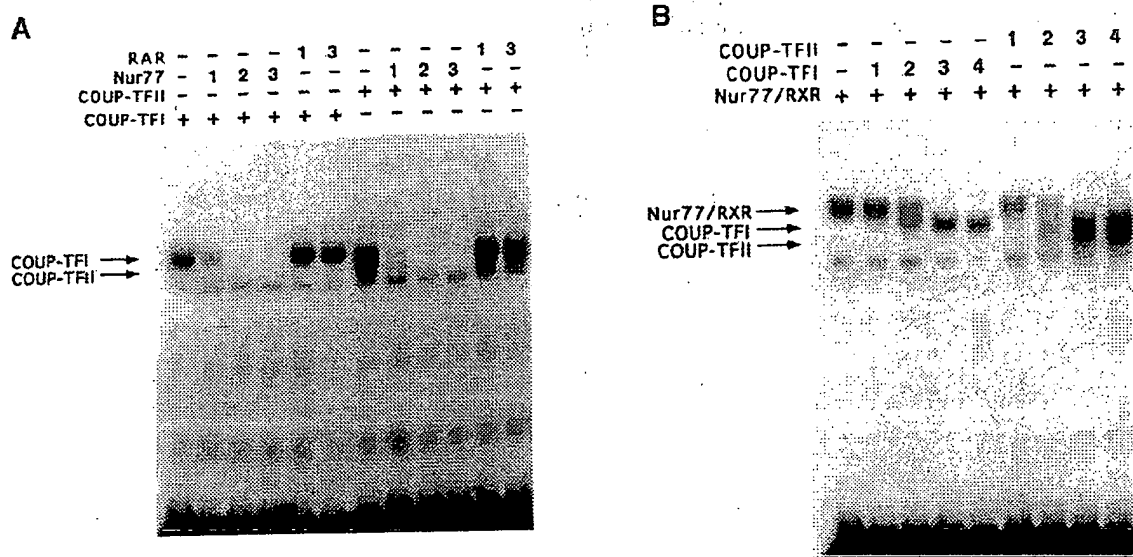 A
RAR - - - - 1 3 - - - - 1 3
Nur77 - 1 2 3 - - - 1 2 3 - -
COUP-TFII - - - - - - + + + + + +
COUP-TFI + + + + + + - - - - - -
COUP-TFI
COUP-TFII
B
COUP-TFII - - - - - 1 2 3 4
COUP-TFI - 1 2 3 4 - - - -
Nur77/RXR + + + + + + + + +
Nur77/RXR
COUP-TFI
COUP-TFII